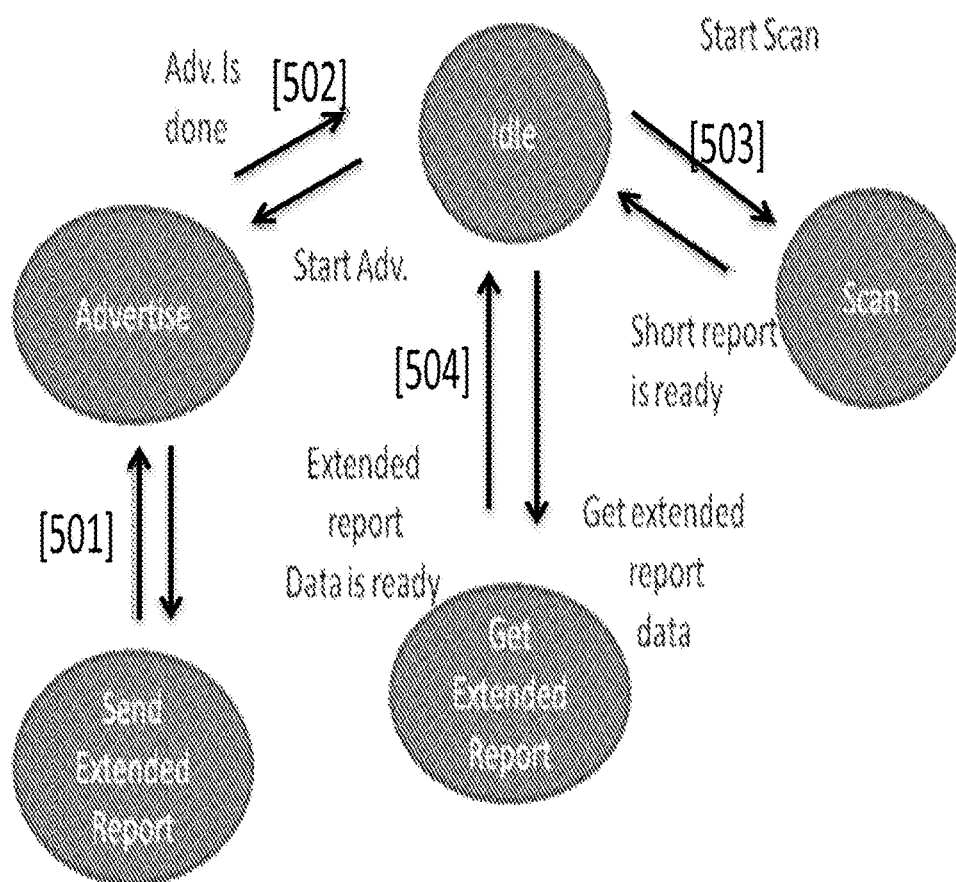 Start Scan
Adv. Is
done
[502]
Idle
[503]
Advertise
Start Adv.
Scan
Short report
is ready
[504]
Extended
report
Data is ready
Get extended
report
data
[501]
Get
Extended
Report
Send
Extended
Report